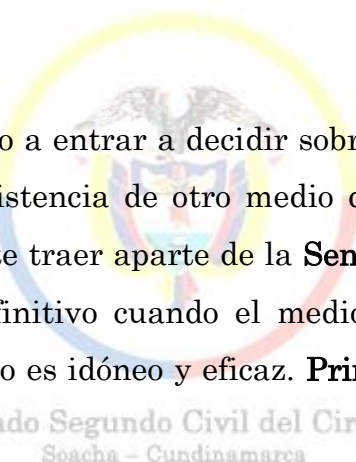 o a entrar a decidir sobr
istencia de otro medio
te traer aparte de la Sen
finitivo cuando el medio
o es idóneo y eficaz. Pri
do Segundo Civil del Cir
Soacha – Cundinamarca